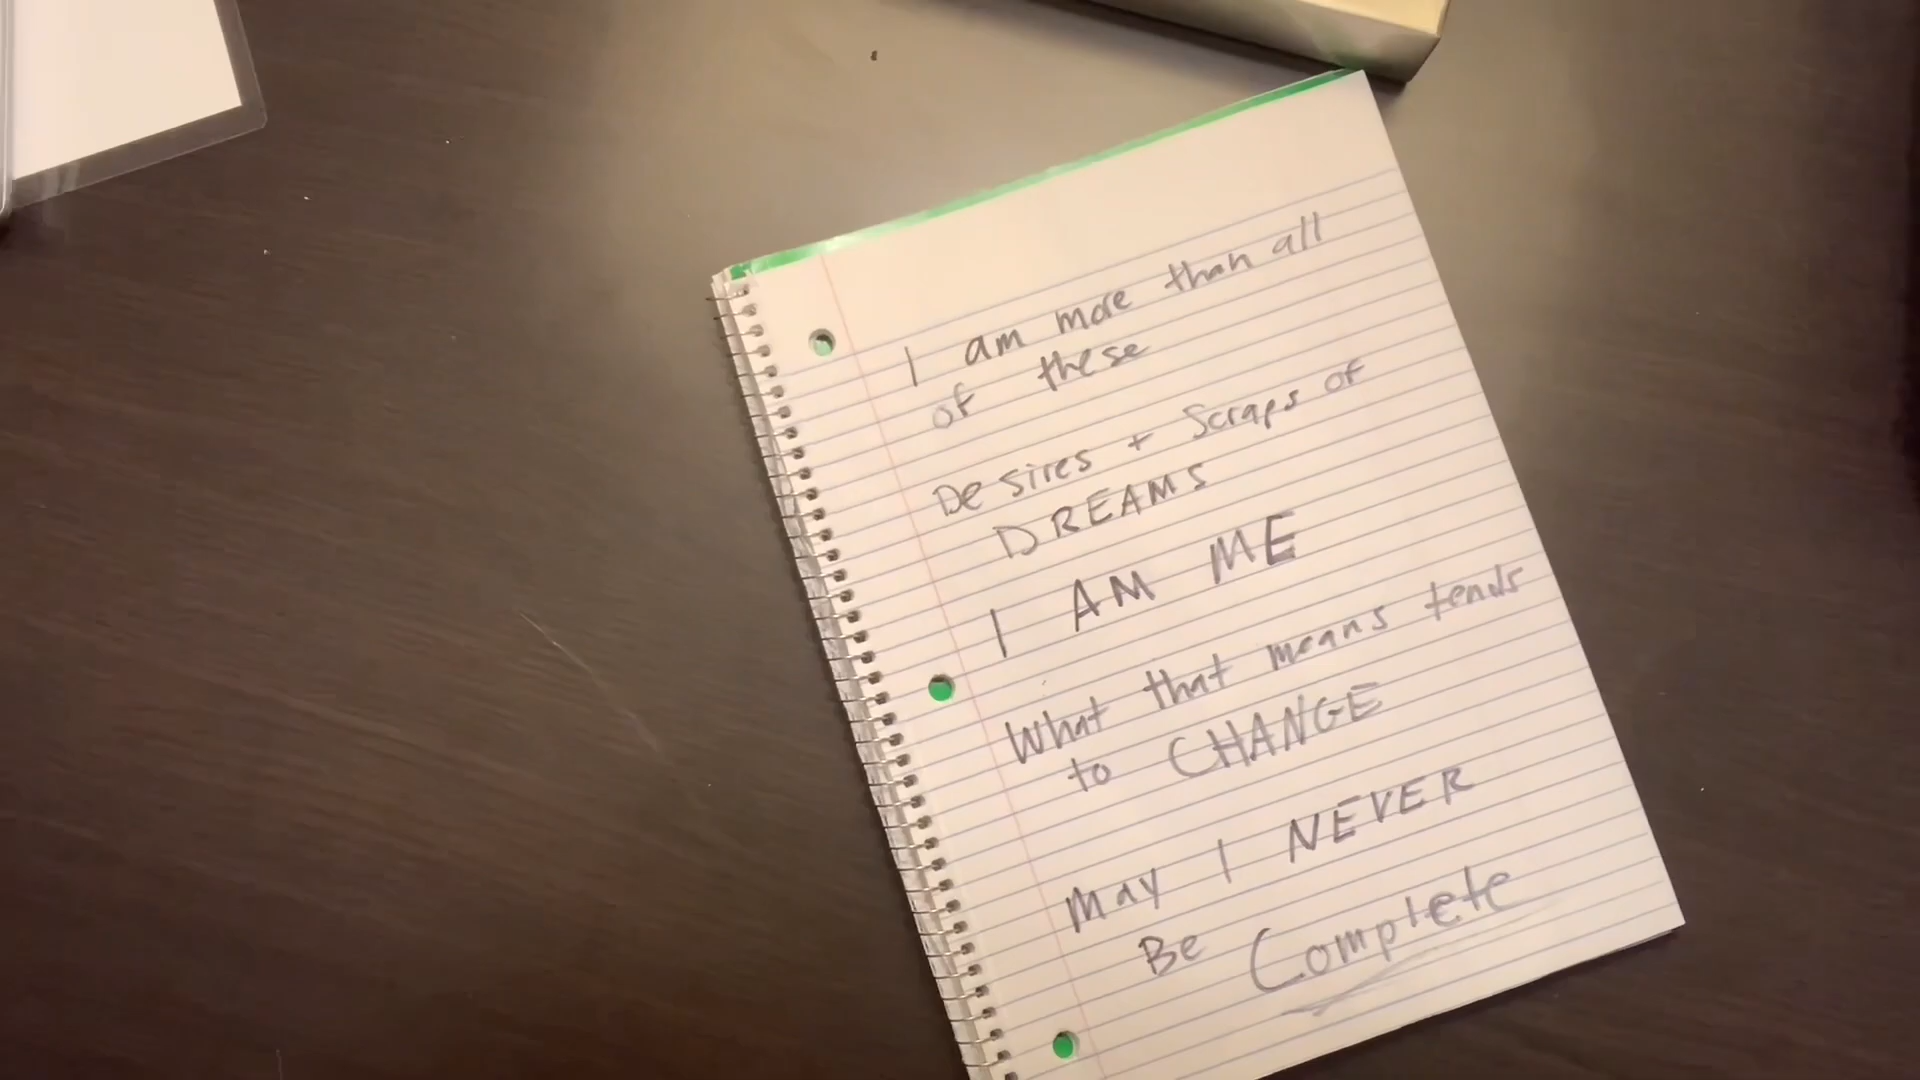 I am more than all
of these
Desires + Scraps of
DREAMS
I AM ME
What that means tends
to CHANGE
May I NEVER
Be Complete